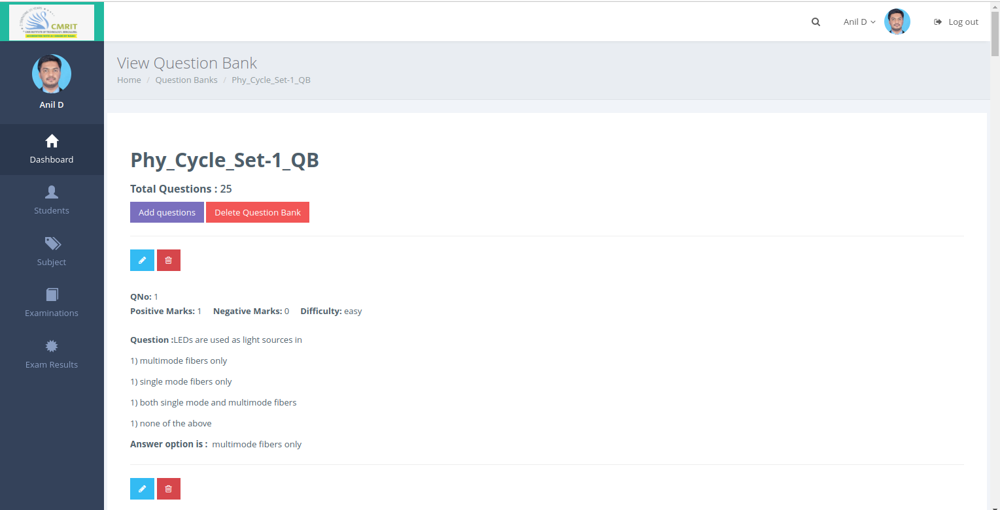 CMRIT
Anil D
Log out
Anil D
Dashboard
Students
Subject
Examinations
Exam Results
View Question Bank
Home / Question Banks / Phy_Cycle_Set-1_QB
Phy_Cycle_Set-1_QB
Total Questions : 25
Add questions
Delete Question Bank
QNo: 1
Positive Marks: 1 Negative Marks: 0 Difficulty: easy
Question :LEDs are used as light sources in
1) multimode fibers only
1) single mode fibers only
1) both single mode and multimode fibers
1) none of the above
Answer option is : multimode fibers only